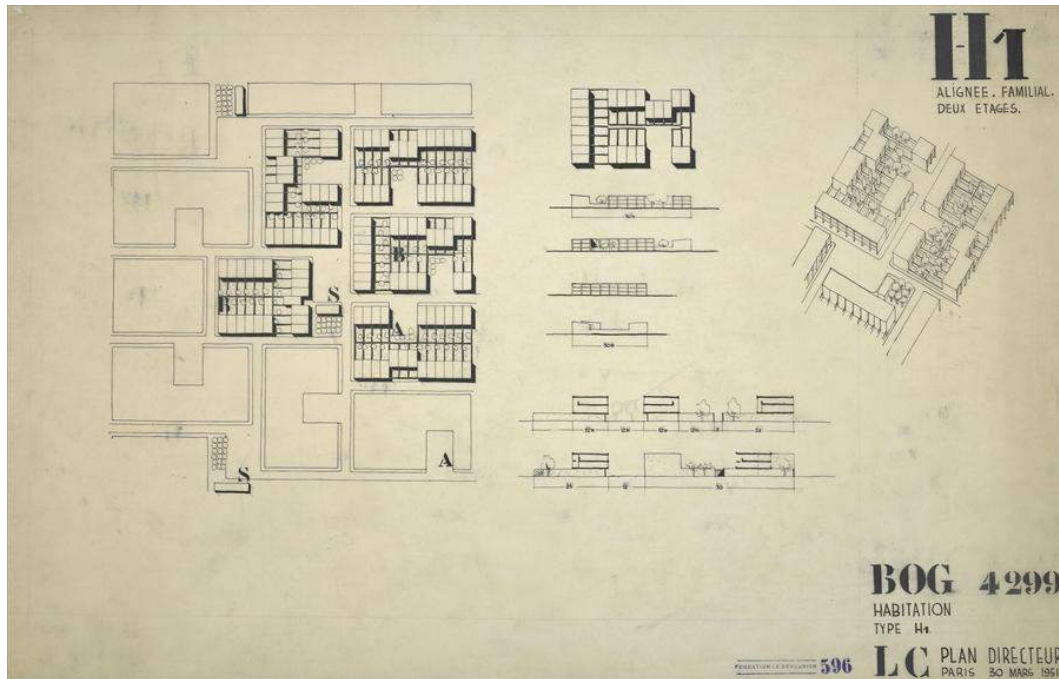 H1
ALIGNEE. FAMILIAL.
DEUX ETAGES.
B
B
S
A
A
S
BOG 4299
HABITATION
TYPE H1.
LC PLAN DIRECTEUR
PARIS 30 MARS 1951
FONDATION LE CORBUSIER 596